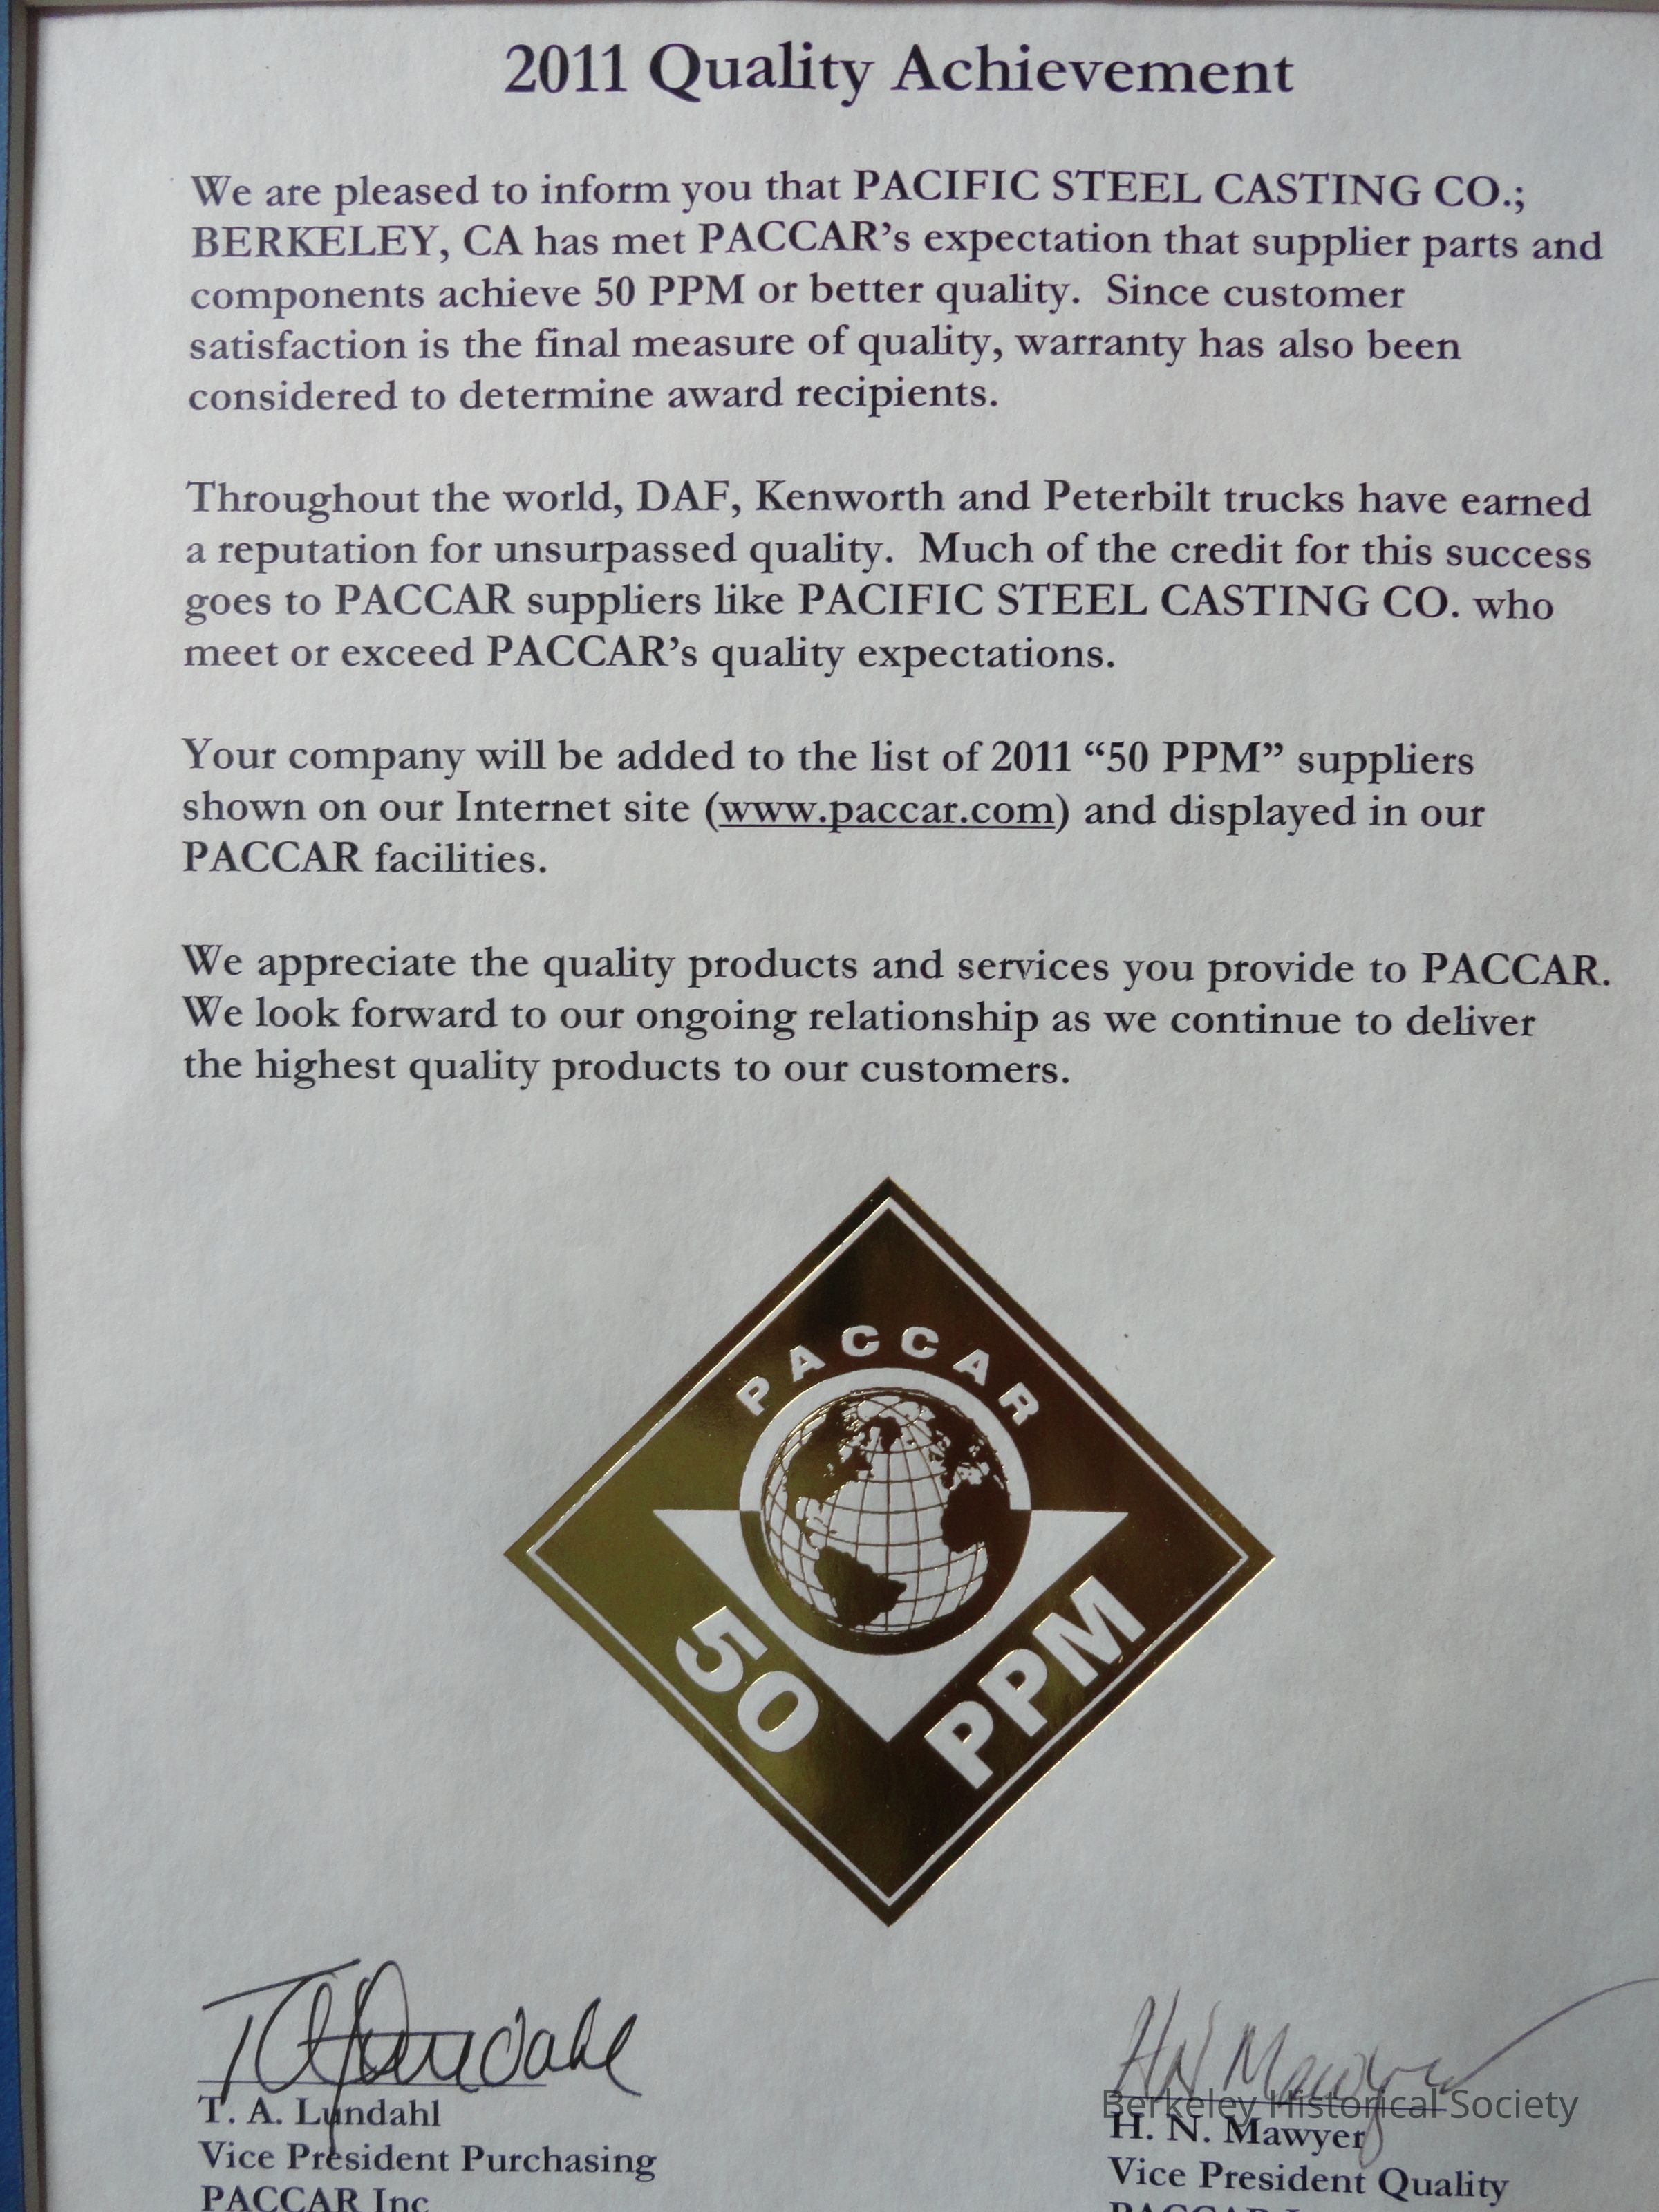 2011 Quality Achievement
We are pleased to inform you that PACIFIC STEEL CASTING CO.;
BERKELEY, CA has met PACCAR’s expectation that supplier parts and
components achieve 50 PPM or better quality.  Since customer
satisfaction is the final measure of quality, warranty has also been
considered to determine award recipients.
Throughout the world, DAF, Kenworth and Peterbilt trucks have earned
a reputation for unsurpassed quality.  Much of the credit for this success
goes to PACCAR suppliers like PACIFIC STEEL CASTING CO. who
meet or exceed PACCAR’s quality expectations.
Your company will be added to the list of 2011 “50 PPM” suppliers
shown on our Internet site (www.paccar.com) and displayed in our
PACCAR facilities.
We appreciate the quality products and services you provide to PACCAR.
We look forward to our ongoing relationship as we continue to deliver
the highest quality products to our customers.
PACCAR
50 PPM
T A Lundahl
T. A. Lundahl
Vice President Purchasing
PACCAR Inc
H N Mawyer
Berkeley Historical Society
H. N. Mawyer
Vice President Quality